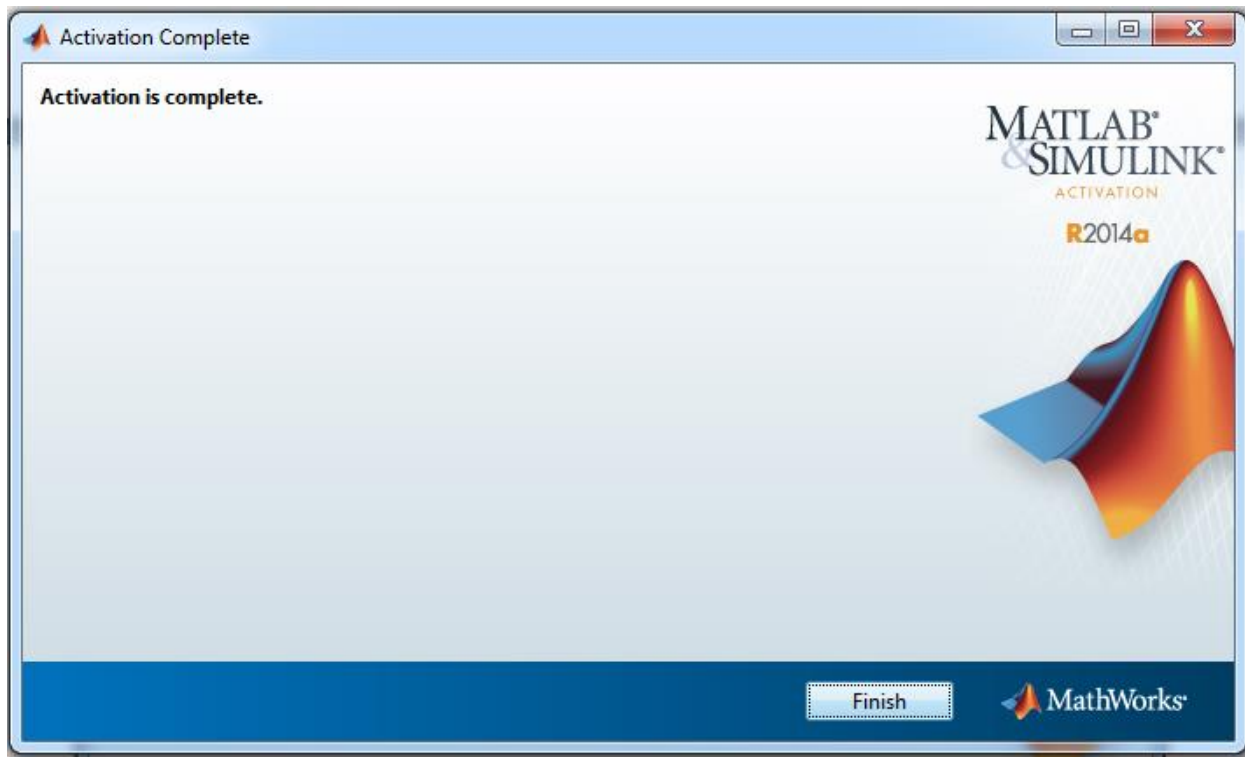 Activation Complete
Activation is complete.
MATLAB®
&SIMULINK®
ACTIVATION
R2014a
Finish
MathWorks®